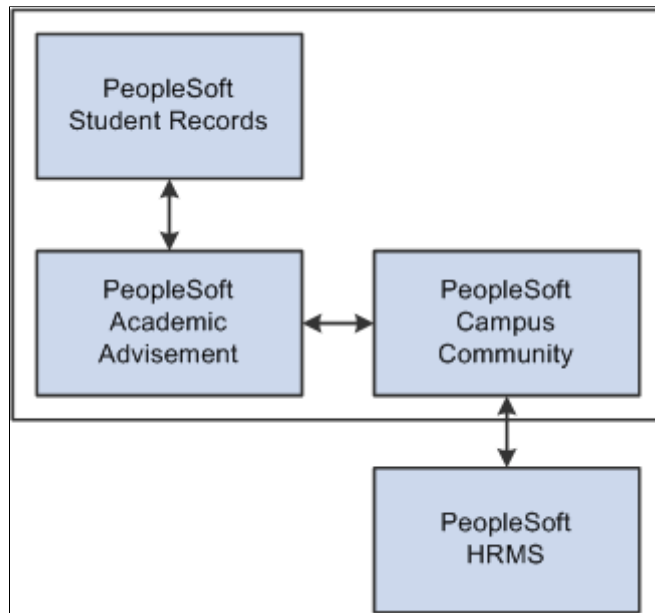 PeopleSoft
Student Records
PeopleSoft
Academic
Advisement
PeopleSoft
Campus
Community
PeopleSoft
HRMS